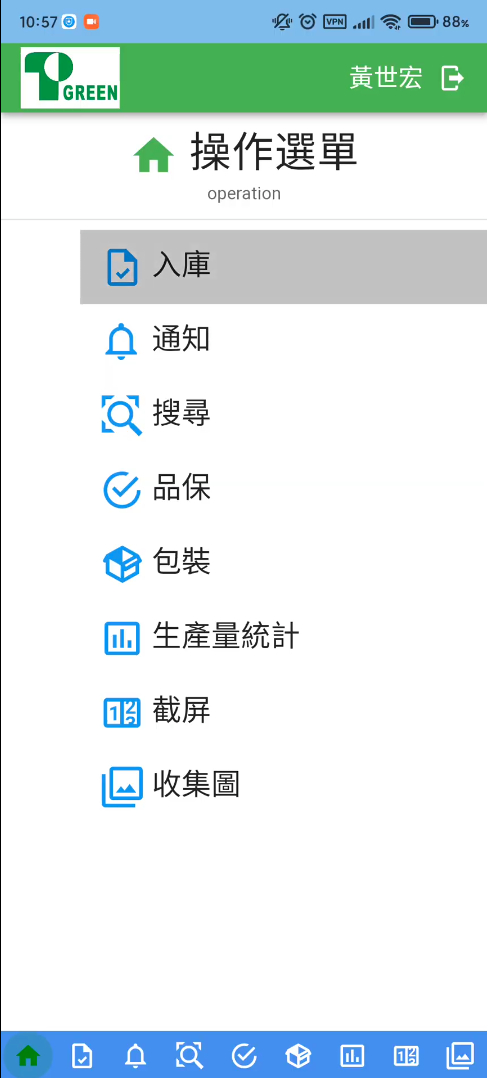 10:57 VPN 88%
GREEN
黃世宏
操作選單
operation
入庫
通知
搜尋
品保
包裝
生產量統計
截屏
收集圖